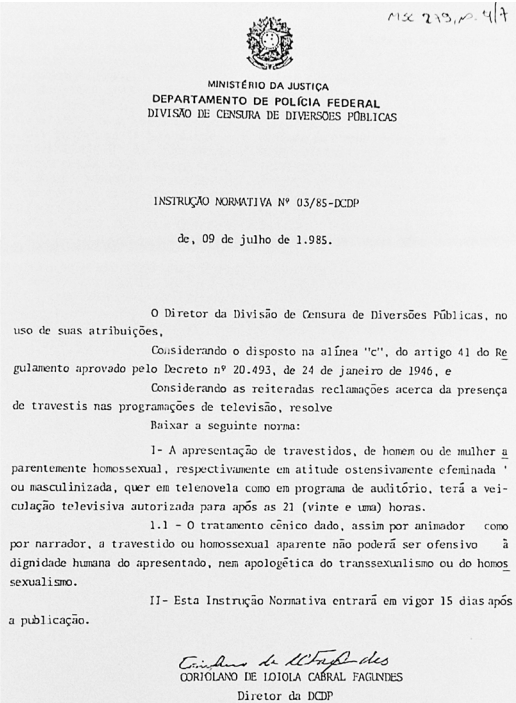 MSC 279, p. 4/7
MINISTÉRIO DA JUSTIÇA
DEPARTAMENTO DE POLÍCIA FEDERAL
DIVISÃO DE CENSURA DE DIVERSÕES PÚBLICAS
INSTRUÇÃO NORMATIVA Nº 03/85-DCDP
de, 09 de julho de 1.985.
O Diretor da Divisão de Censura de Diversões Públicas, no
uso de suas atribuições,
Considerando o disposto na alínea "c", do artigo 41 do Re
gulamento aprovado pelo Decreto nº 20.493, de 24 de janeiro de 1946, e
Considerando as reiteradas reclamações acerca da presença
de travestis nas programações de televisão, resolve
Baixar a seguinte norma:
I- A apresentação de travestidos, de homem ou de mulher a
parentemente homossexual, respectivamente em atitude ostensivamente efeminada '
ou masculinizada, quer em telenovela como em programa de auditório, terá a vei-
culação televisiva autorizada para após as 21 (vinte e uma) horas.
1.1 - O tratamento cênico dado, assim por animador como
por narrador, a travestido ou homossexual aparente não poderá ser ofensivo à
dignidade humana do apresentado, nem apologética do transsexualismo ou do homos
sexualismo.
II- Esta Instrução Normativa entrará em vigor 15 dias após
a publicação.
CORIOLANO DE LOIOLA CABRAL FAGUNDES
Diretor da DCDP